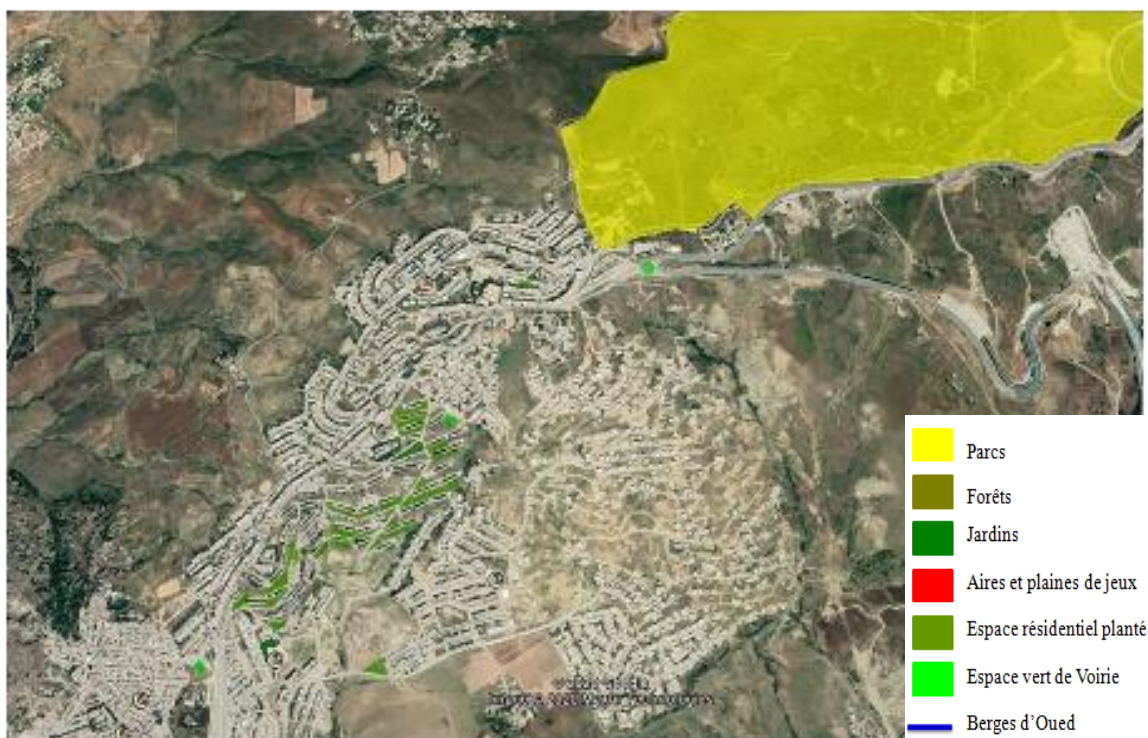 Parcs
Forêts
Jardins
Aires et plaines de jeux
Espace résidentiel planté
Espace vert de Voirie
Berges d’Oued